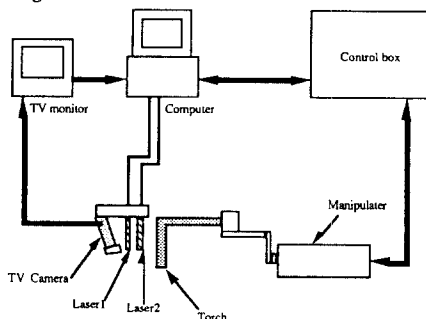 TV monitor
Computer
Control box
Manipulater
TV Camera
Laser1
Laser2
Torch